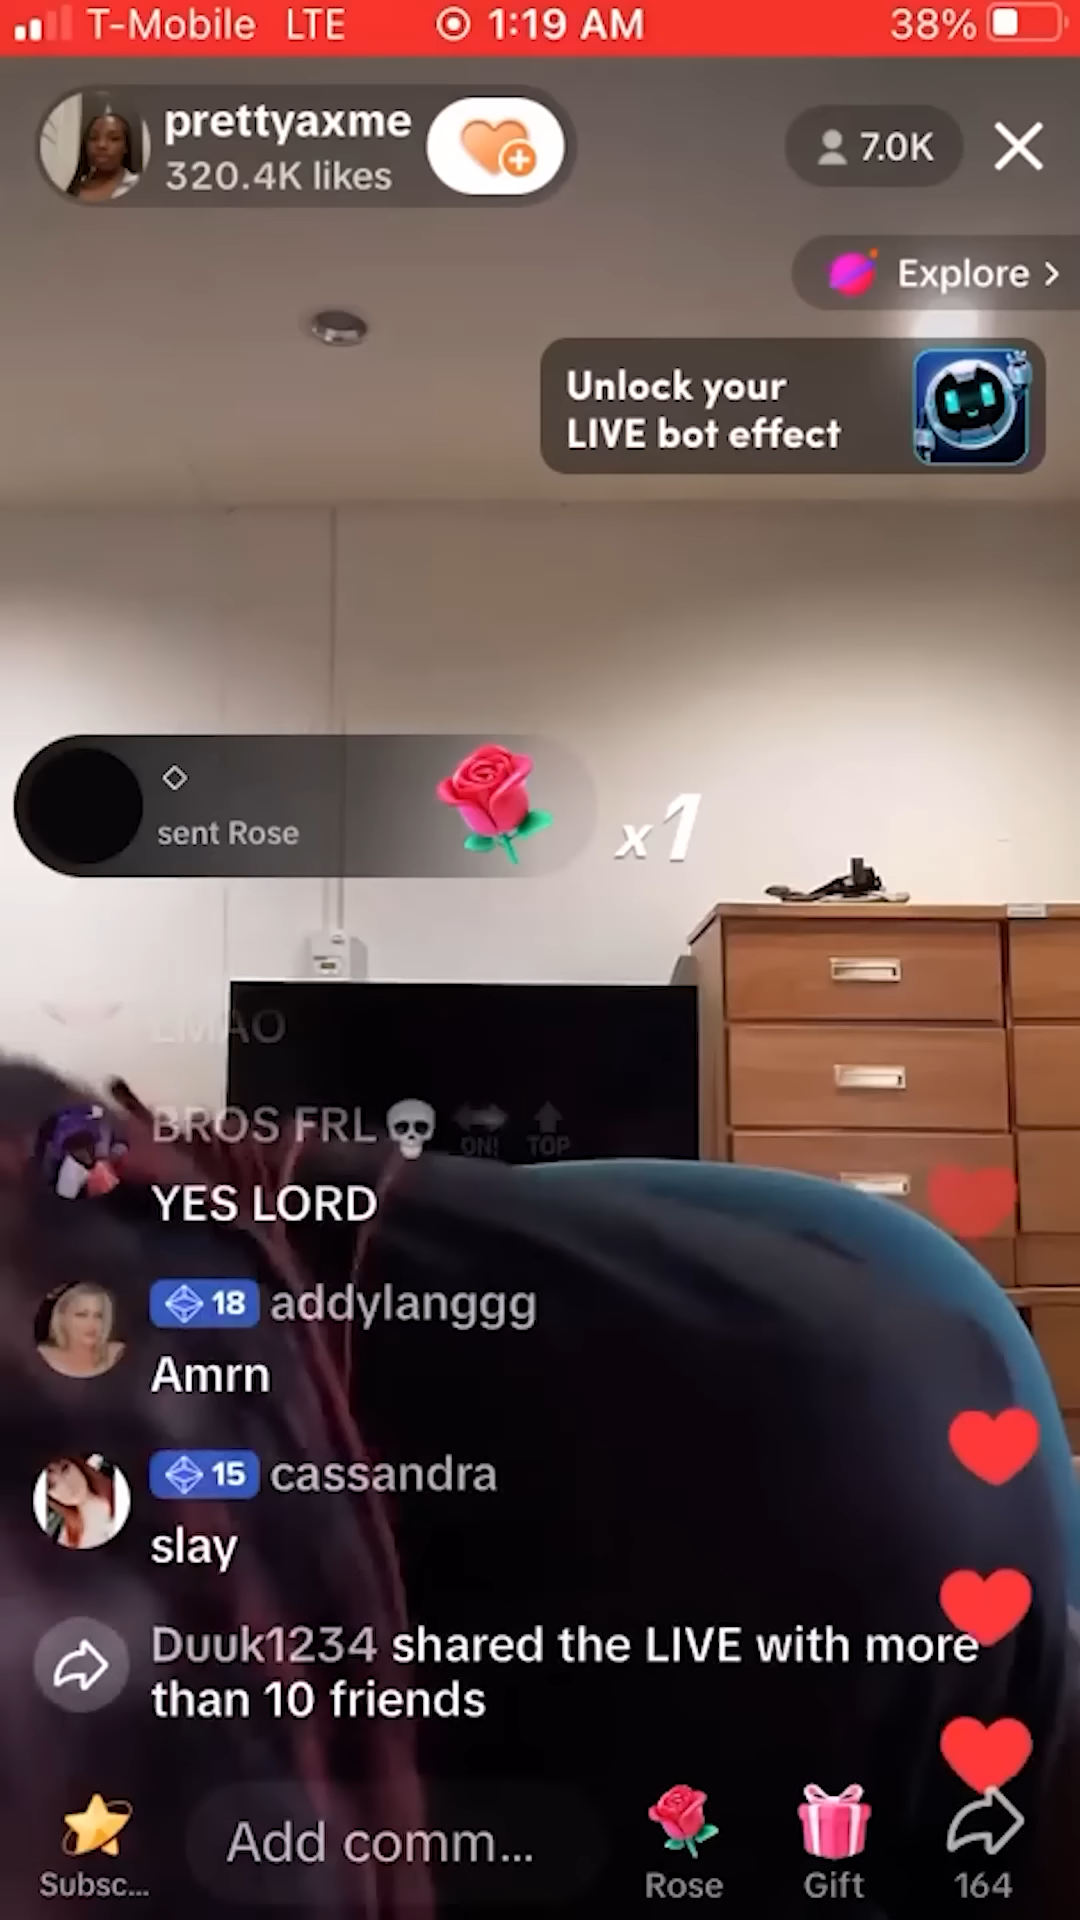 T-Mobile LTE 1:19 AM 38%
prettyaxme
320.4K likes
7.0K
Explore >
Unlock your
LIVE bot effect
sent Rose
x1
LMAO
BROS FRL💀 ON! TOP
YES LORD
18 addylanggg
Amrn
15 cassandra
slay
Duuk1234 shared the LIVE with more
than 10 friends
Subsc...
Add comm...
Rose
Gift
164